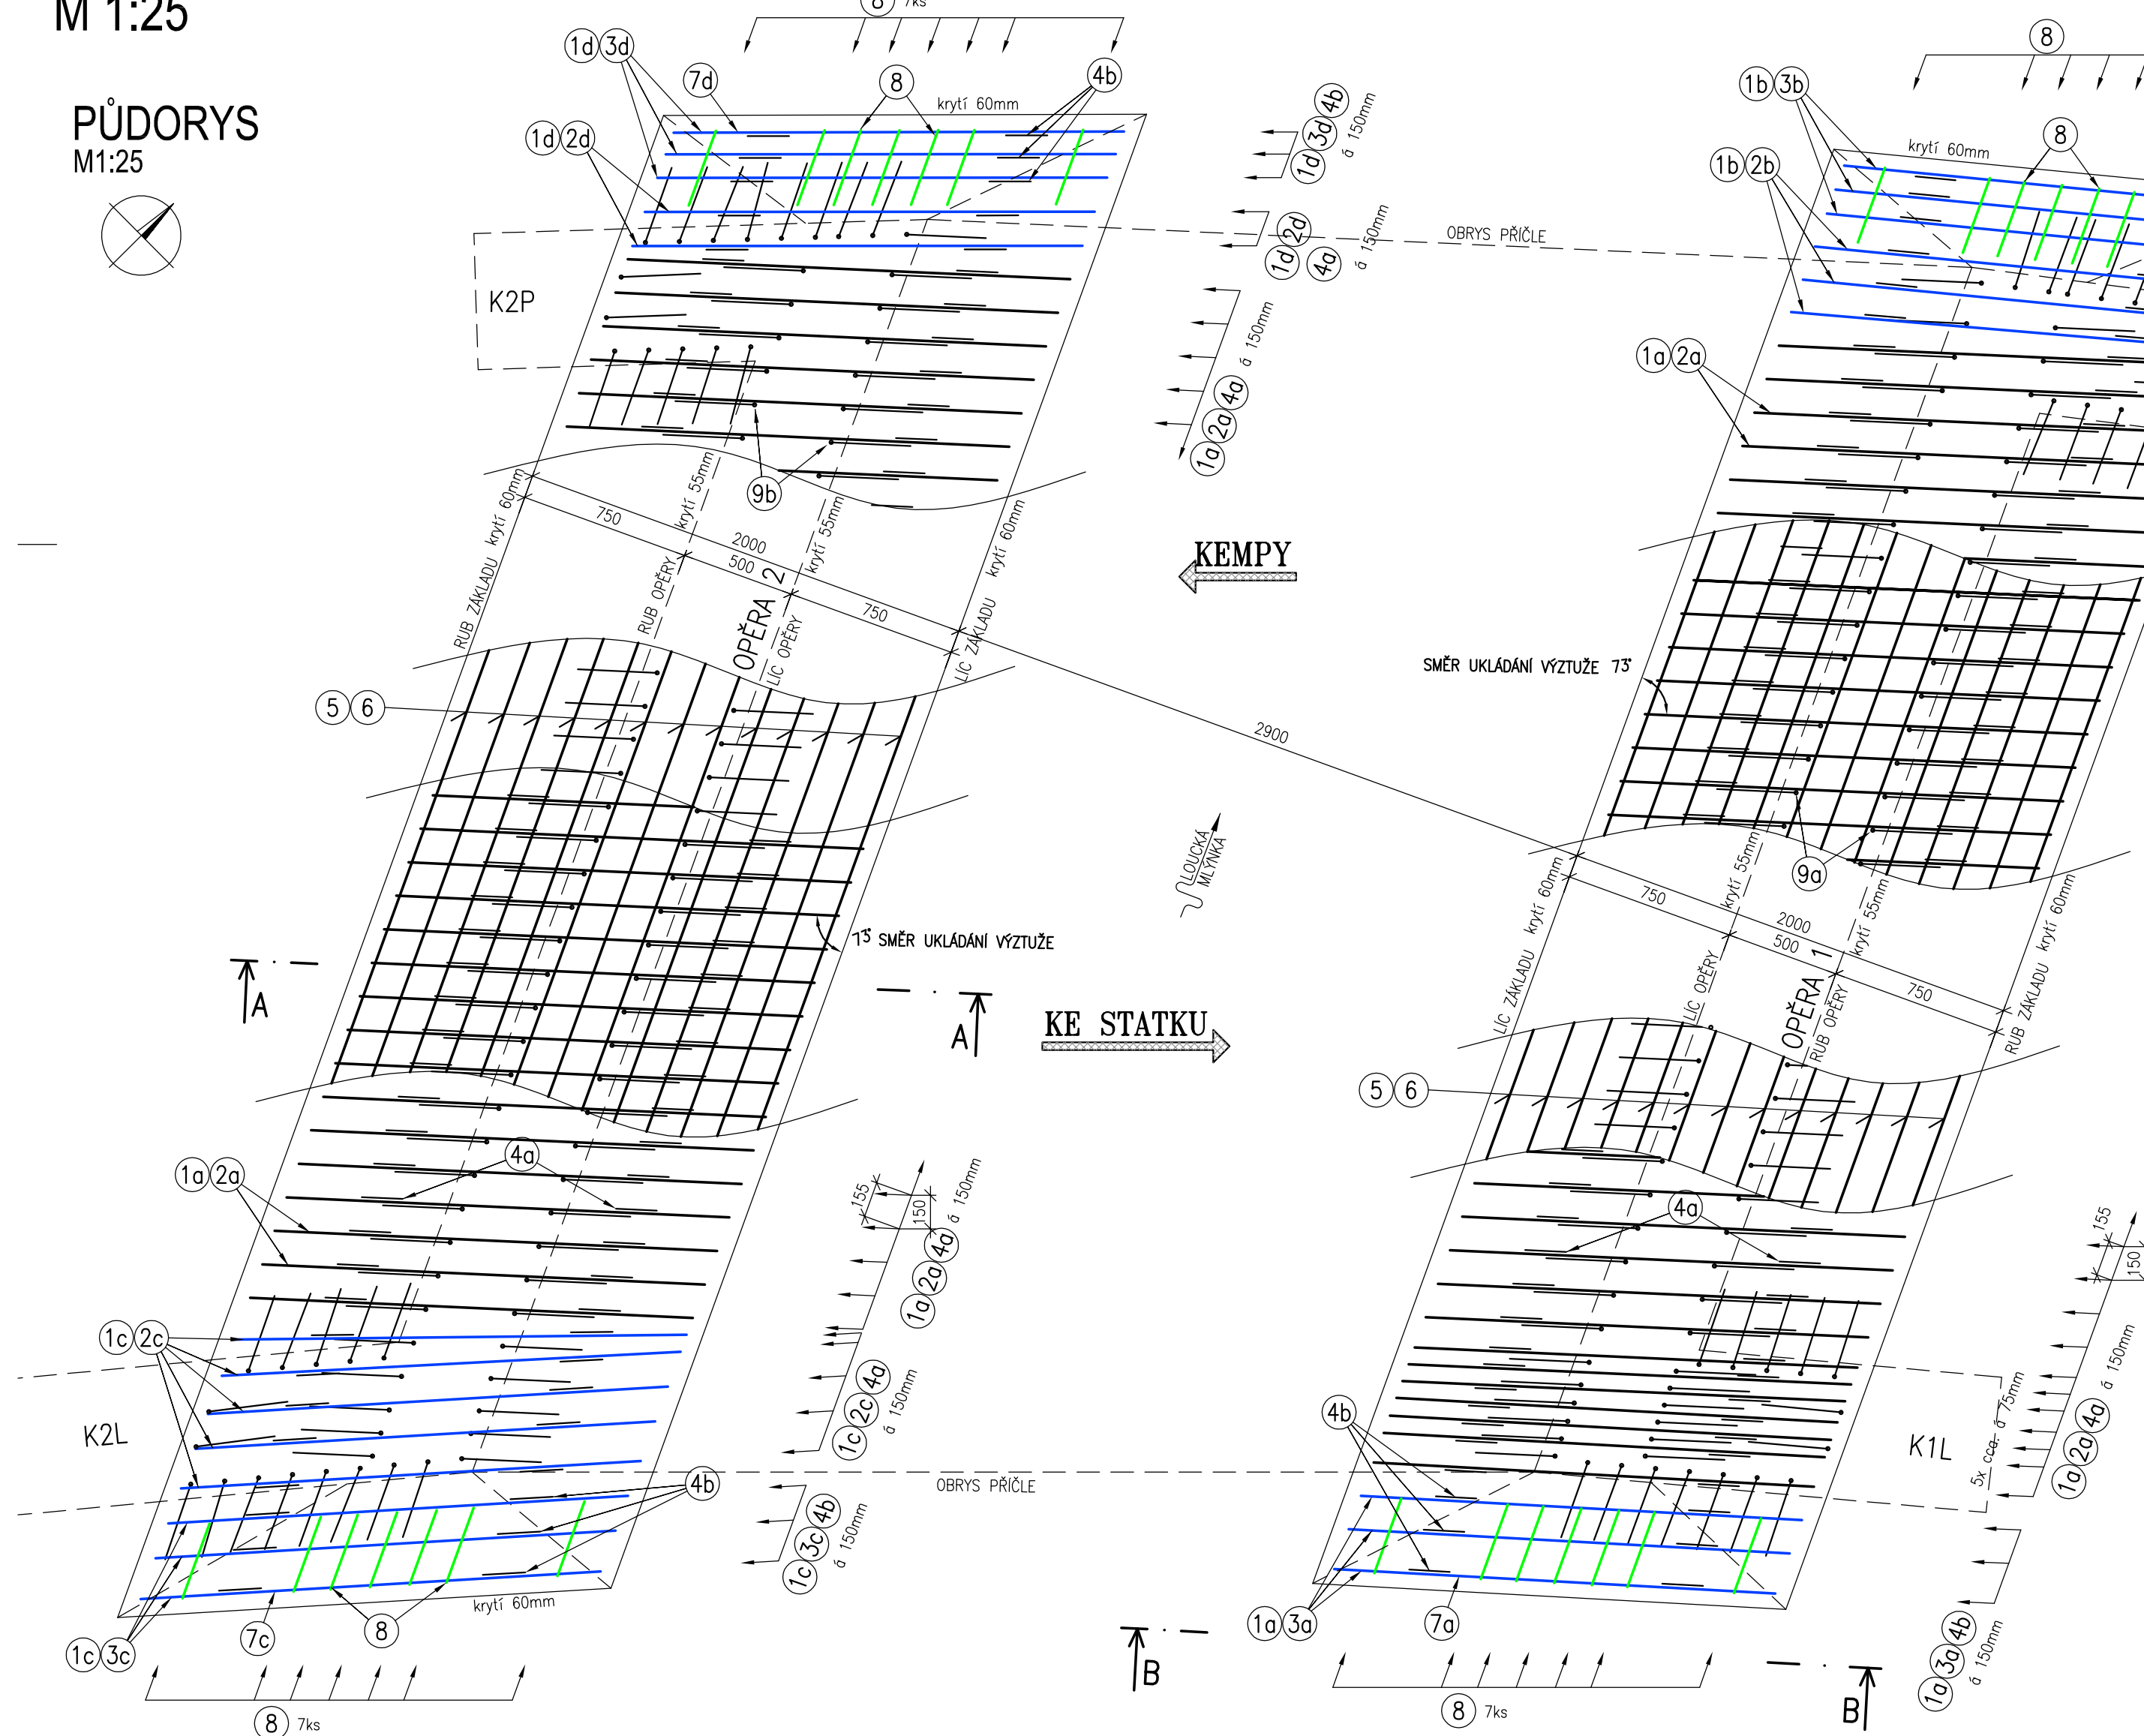 M 1:25
PŮDORYS
M1:25
8 7ks
1d 3d
7d
8
4b
krytí 60mm
1d 2d
1d 3d 4b
á 150mm
1d 2d
4a
á 150mm
K2P
1a 2a 4a á 150mm
9b
OBRYS PŘÍČLE
8
1b 3b
8
krytí 60mm
1b 2b
1a 2a
RUB ZÁKLADU krytí 60mm
750
2000
500
750
krytí 55mm
krytí 55mm
krytí 60mm
RUB OPĚRY
OPĚRA 2
LÍC OPĚRY
LÍC ZÁKLADU
KEMPY
SMĚR UKLÁDÁNÍ VÝZTUŽE 73°
5 6
2900
LOUCKÁ
MLÝNKA
73° SMĚR UKLÁDÁNÍ VÝZTUŽE
A
A
KE STATKU
9a
LÍC ZÁKLADU krytí 60mm
750
2000
500
750
krytí 55mm
krytí 55mm
LÍC OPĚRY
OPĚRA 1
RUB OPĚRY
RUB ZÁKLADU krytí 60mm
5 6
4a
1a 2a
155
150
1a 2a 4a á 150mm
1c 2c
1c 2c 4a
á 150mm
K2L
4b
1c 3c 4b
á 150mm
OBRYS PŘÍČLE
krytí 60mm
7c
8
1c 3c
8 7ks
4a
155
150
4b
K1L
5x cca. á 75mm
1a 2a 4a á 150mm
1a 3a
7a
1a 3a 4b
á 150mm
B
B
8 7ks